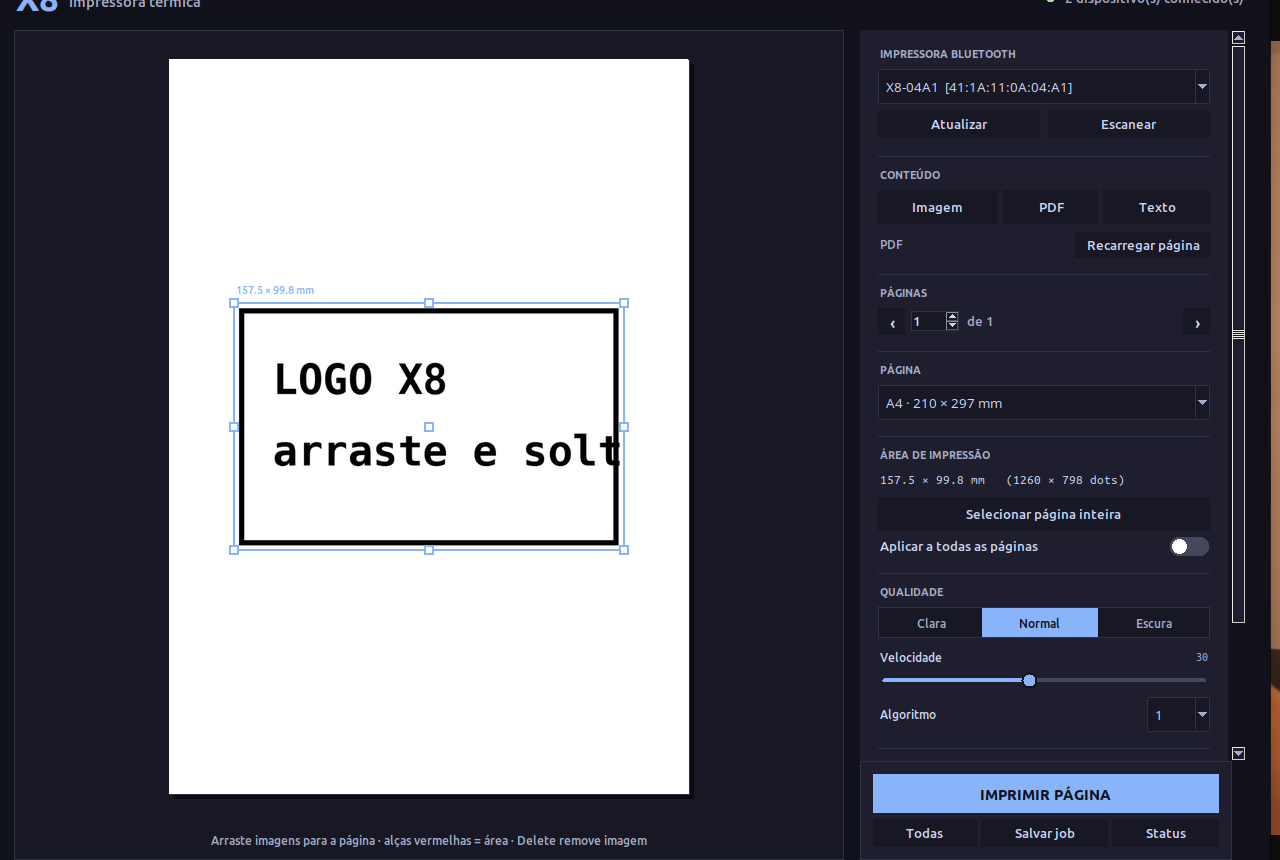 X8 Impressora térmica
2 dispositivo(s) conhecido(s)
157.5 × 99.8 mm
LOGO X8
arraste e solt
Arraste imagens para a página · alças vermelhas = área · Delete remove imagem
IMPRESSORA BLUETOOTH
X8-04A1 [41:1A:11:0A:04:A1]
Atualizar Escanear
CONTEÚDO
Imagem PDF Texto
PDF Recarregar página
PÁGINAS
‹ 1 de 1 ›
PÁGINA
A4 · 210 × 297 mm
ÁREA DE IMPRESSÃO
157.5 × 99.8 mm (1260 × 798 dots)
Selecionar página inteira
Aplicar a todas as páginas
QUALIDADE
Clara Normal Escura
Velocidade 30
Algoritmo 1
IMPRIMIR PÁGINA
Todas Salvar job Status